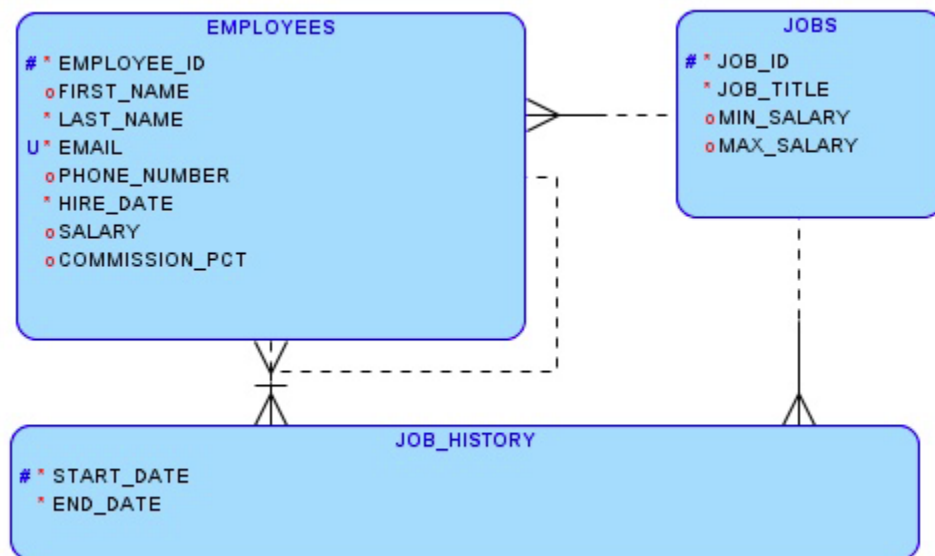 EMPLOYEES
# * EMPLOYEE_ID
o FIRST_NAME
* LAST_NAME
U * EMAIL
o PHONE_NUMBER
* HIRE_DATE
o SALARY
o COMMISSION_PCT
JOBS
# * JOB_ID
* JOB_TITLE
o MIN_SALARY
o MAX_SALARY
JOB_HISTORY
# * START_DATE
* END_DATE